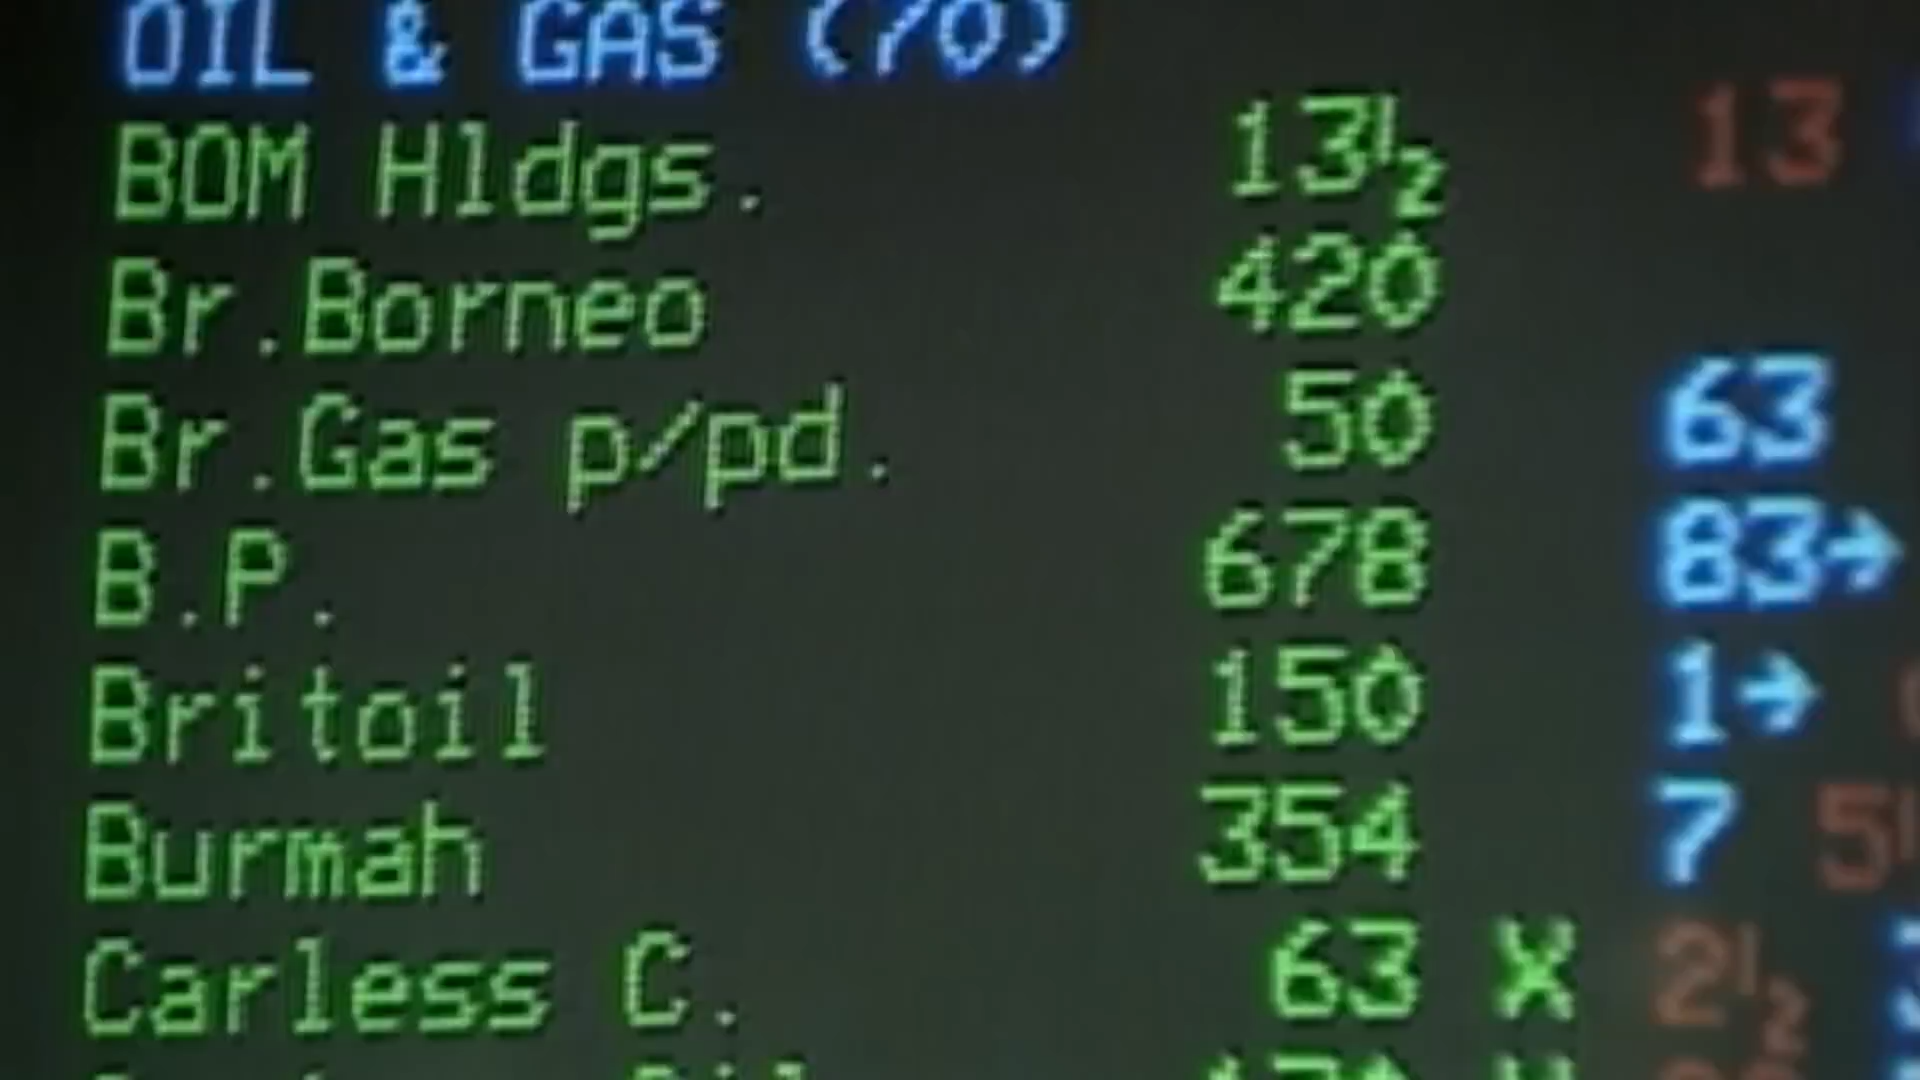 OIL & GAS (70)
BOM Hldgs. 13½ 13
Br.Borneo 420
Br.Gas p/pd. 50 63
B.P. 678 83→
Britoil 150 1→
Burmah 354 7 5
Carless C. 63 X 2½